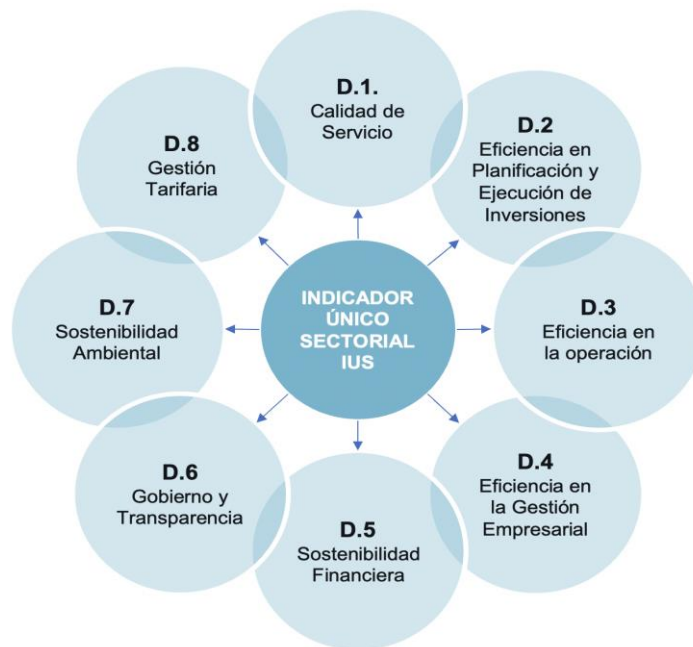 D.1.
Calidad de
Servicio
D.2
Eficiencia en
Planificación y
Ejecución de
Inversiones
D.3
Eficiencia en
la operación
D.4
Eficiencia en
la Gestión
Empresarial
D.5
Sostenibilidad
Financiera
D.6
Gobierno y
Transparencia
D.7
Sostenibilidad
Ambiental
D.8
Gestión
Tarifaria
INDICADOR
ÚNICO
SECTORIAL
IUS